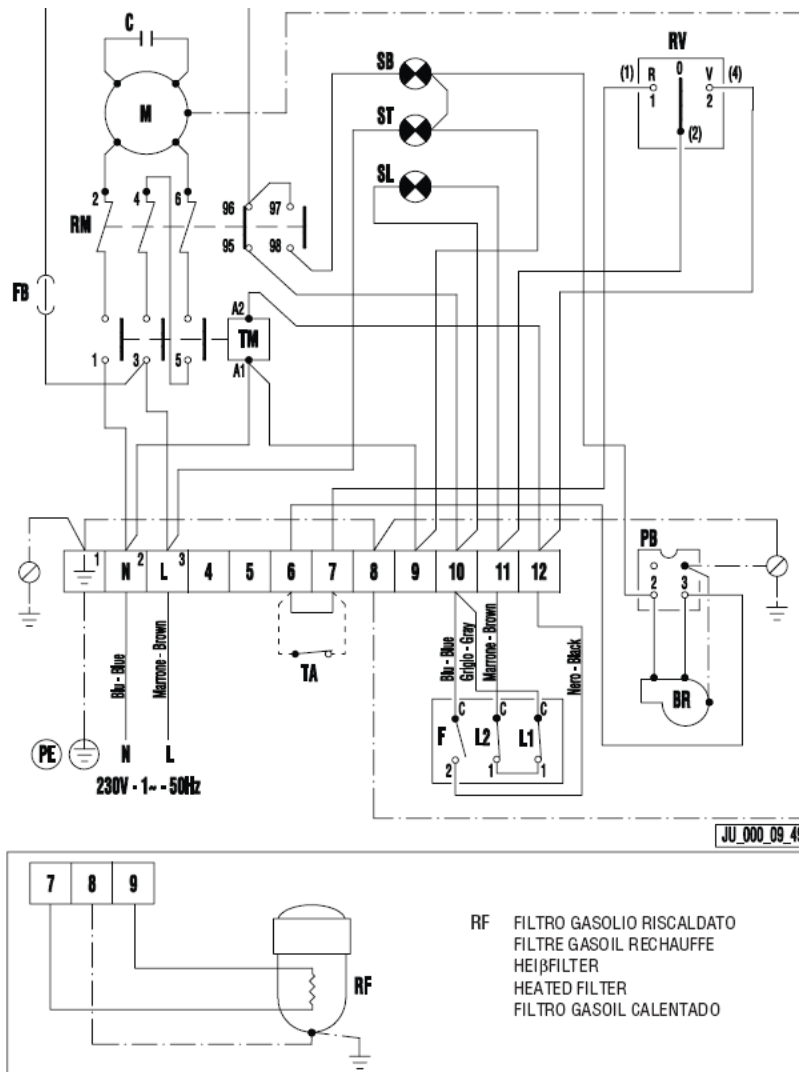 C
SB
RV
(1) R 0 V (4)
1 2
(2)
M
ST
SL
2 4 6 96 97
RM
95 98
FB
A2
TM
1 3 5
A1
1 N 2 L 3 4 5 6 7 8 9 10 11 12
PB
2 3
TA
Blu - Blue
Marrone - Brown
Blu - Blue
Grigio - Gray
Marrone - Brown
Nero - Black
BR
C C C
F L2 L1
2 1 1
PE N L
230V - 1~ - 50Hz
JU_000_09_49
7 8 9
RF
RF FILTRO GASOLIO RISCALDATO
FILTRE GASOIL RECHAUFFE
HEIβFILTER
HEATED FILTER
FILTRO GASOIL CALENTADO